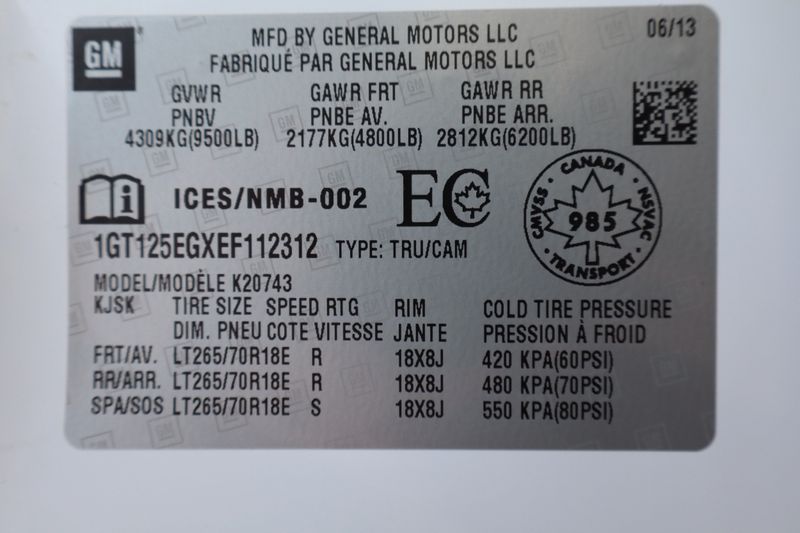 GM
MFD BY GENERAL MOTORS LLC
06/13
FABRIQUÉ PAR GENERAL MOTORS LLC
GVWR GAWR FRT GAWR RR
PNBV PNBE AV. PNBE ARR.
4309KG(9500LB) 2177KG(4800LB) 2812KG(6200LB)
i ICES/NMB-002 EC
CANADA
CMVSS · 985 · NSVAC
TRANSPORT
1GT125EGXEF112312 TYPE: TRU/CAM
MODEL/MODÈLE K20743
KJSK TIRE SIZE SPEED RTG RIM COLD TIRE PRESSURE
DIM. PNEU COTE VITESSE JANTE PRESSION À FROID
FRT/AV. LT265/70R18E R 18X8J 420 KPA(60PSI)
RR/ARR. LT265/70R18E R 18X8J 480 KPA(70PSI)
SPA/SOS LT265/70R18E S 18X8J 550 KPA(80PSI)